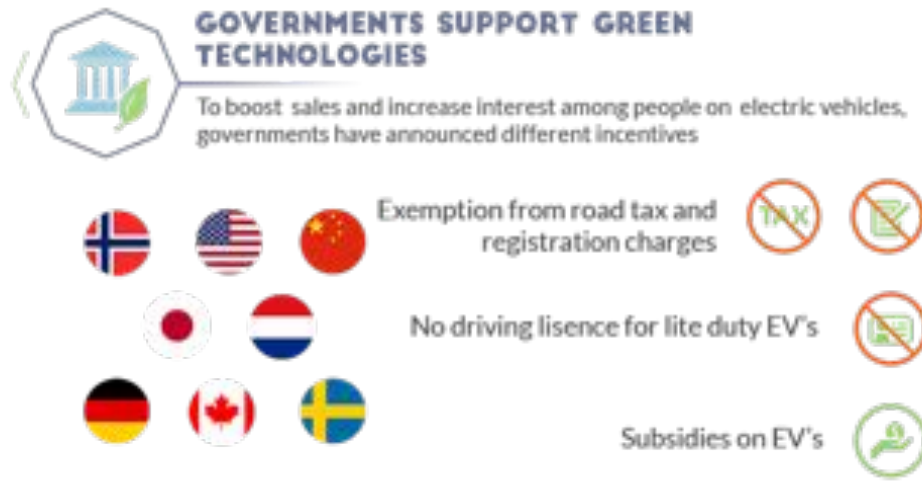 GOVERNMENTS SUPPORT GREEN
TECHNOLOGIES
To boost sales and increase interest among people on electric vehicles,
governments have announced different incentives
Exemption from road tax and
registration charges
TAX
No driving lisence for lite duty EV's
Subsidies on EV's